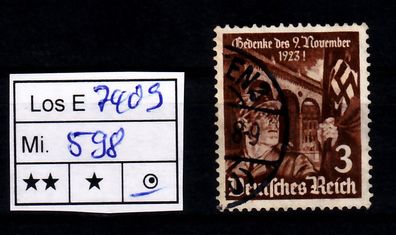 Los E 7409
Mi. 598
★★ ★
Gedenke des 9. November
1923!
3
Deutsches Reich